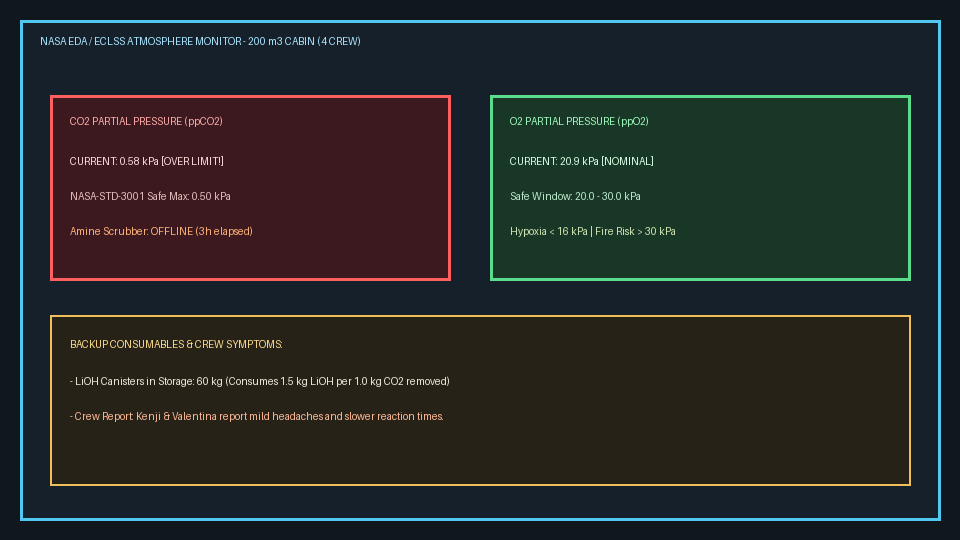 NASA EDA / ECLSS ATMOSPHERE MONITOR - 200 m3 CABIN (4 CREW)
CO2 PARTIAL PRESSURE (ppCO2)
CURRENT: 0.58 kPa [OVER LIMIT!]
NASA-STD-3001 Safe Max: 0.50 kPa
Amine Scrubber: OFFLINE (3h elapsed)
O2 PARTIAL PRESSURE (ppO2)
CURRENT: 20.9 kPa [NOMINAL]
Safe Window: 20.0 - 30.0 kPa
Hypoxia < 16 kPa | Fire Risk > 30 kPa
BACKUP CONSUMABLES & CREW SYMPTOMS:
- LiOH Canisters in Storage: 60 kg (Consumes 1.5 kg LiOH per 1.0 kg CO2 removed)
- Crew Report: Kenji & Valentina report mild headaches and slower reaction times.